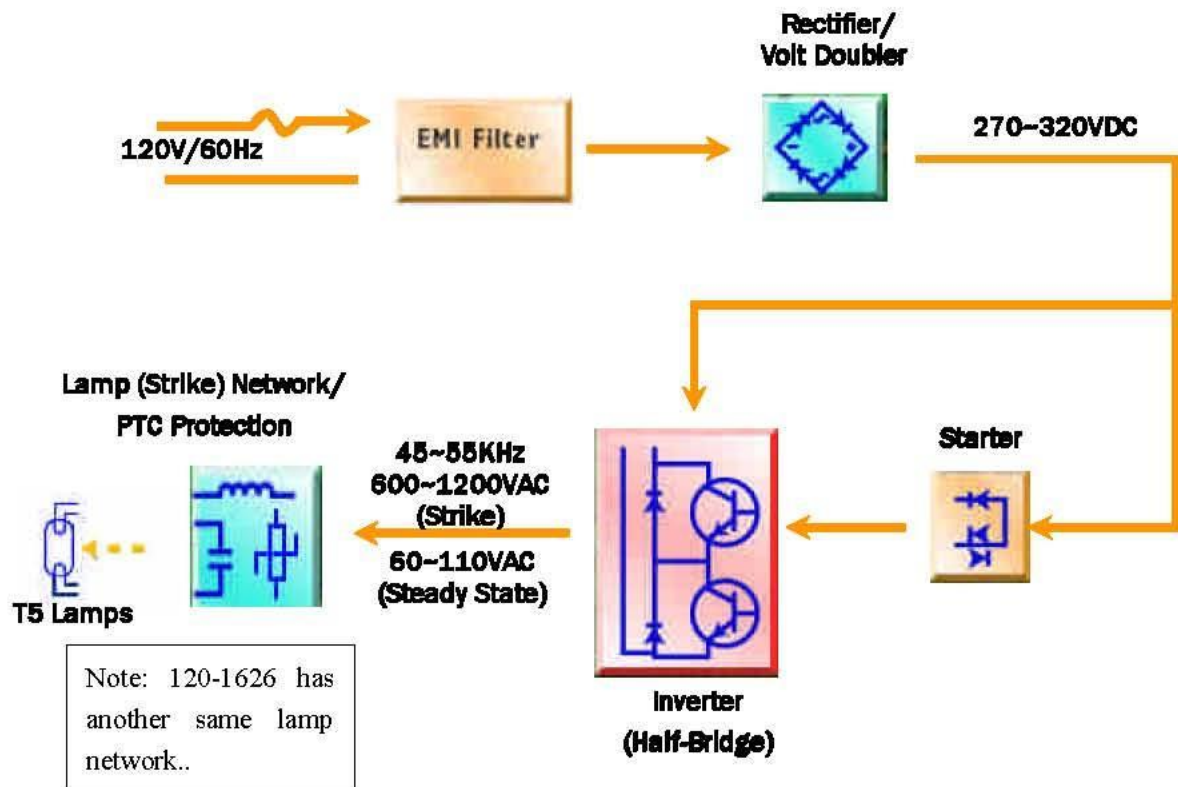 Rectifier/
Volt Doubler
120V/60Hz
EMI Filter
270~320VDC
Lamp (Strike) Network/
PTC Protection
45~55KHz
600~1200VAC
(Strike)
60~110VAC
(Steady State)
Starter
T5 Lamps
Inverter
(Half-Bridge)
Note: 120-1626 has
another same lamp
network..